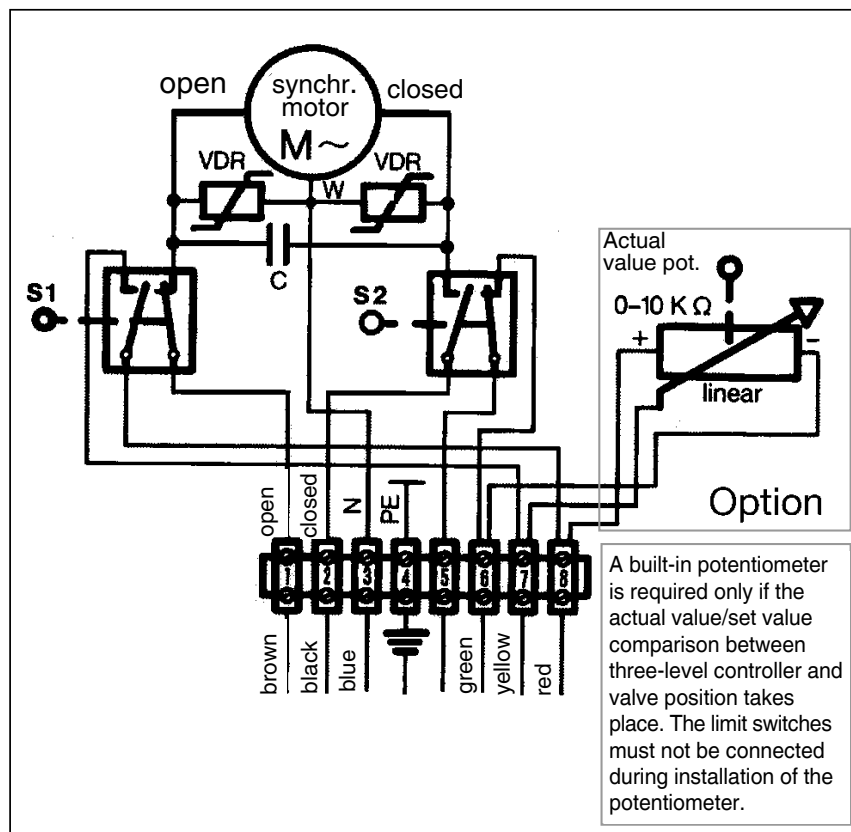 open
synchr.
motor
closed
M ~
VDR
VDR
W
C
S1
S2
Actual
value pot.
0–10 K Ω
+
−
linear
Option
open
closed
N
PE
1
2
3
4
5
6
7
8
brown
black
blue
green
yellow
red
A built-in potentiometer
is required only if the
actual value/set value
comparison between
three-level controller and
valve position takes
place. The limit switches
must not be connected
during installation of the
potentiometer.